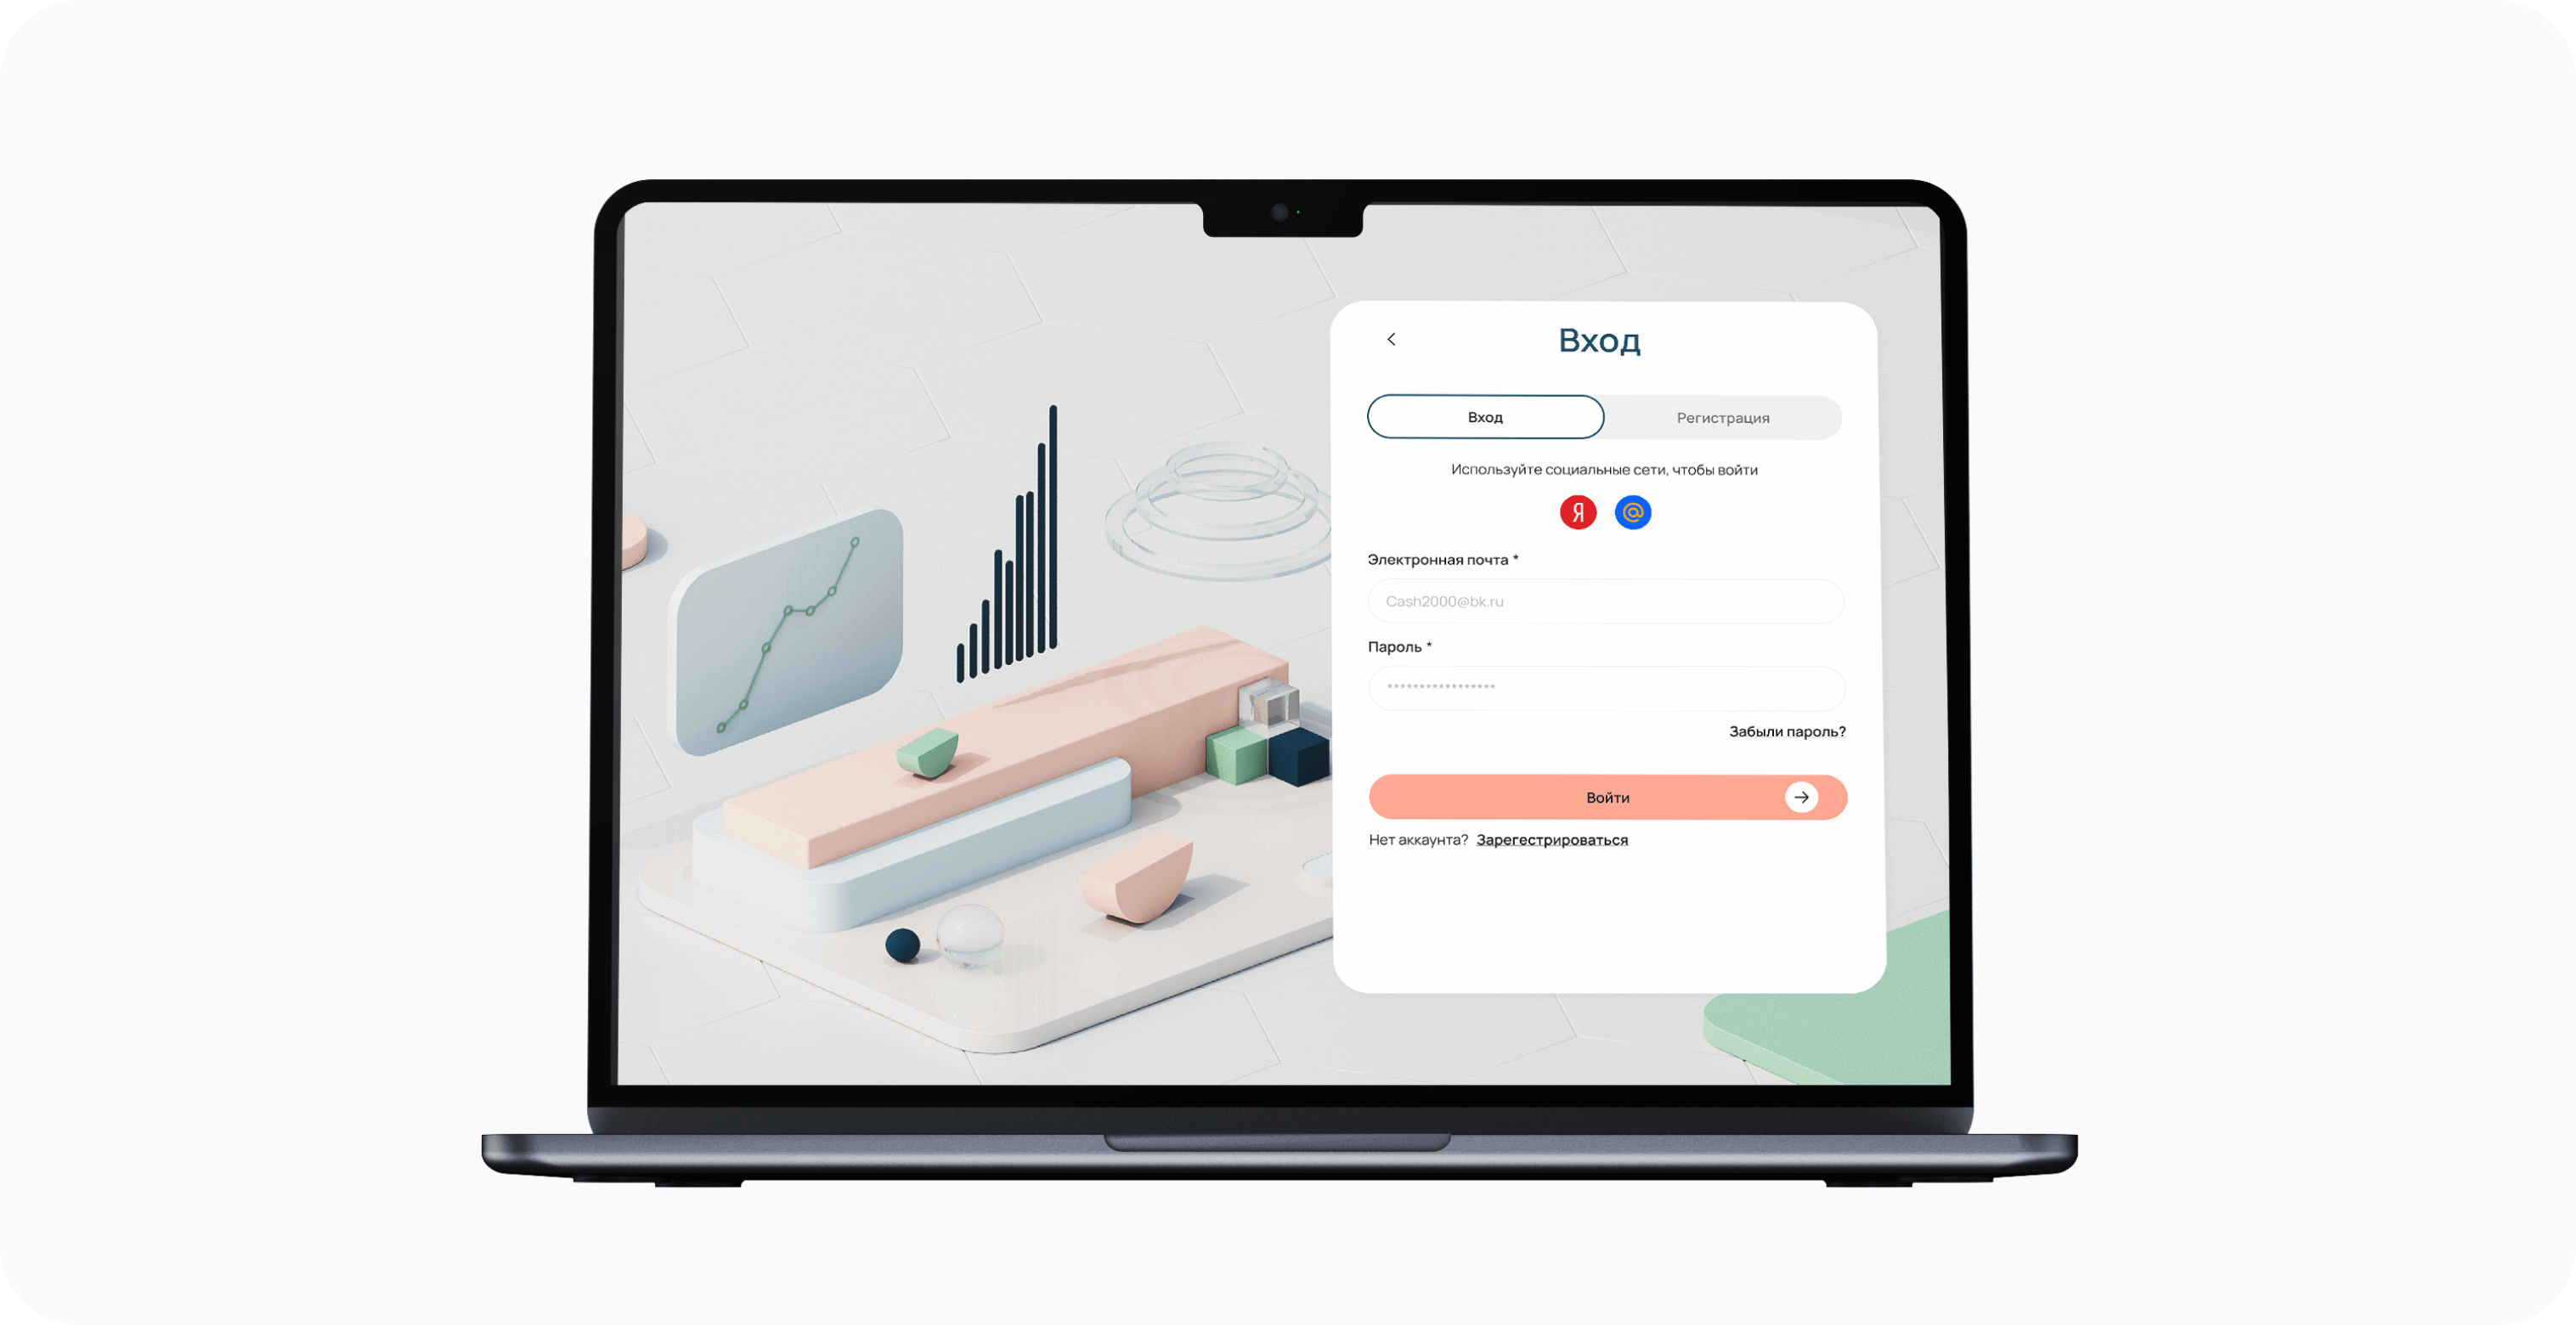 Вход
Вход Регистрация
Используйте социальные сети, чтобы войти
Я @
Электронная почта *
Cash2000@bk.ru
Пароль *
*****************
Забыли пароль?
Войти
Нет аккаунта? Зарегестрироваться